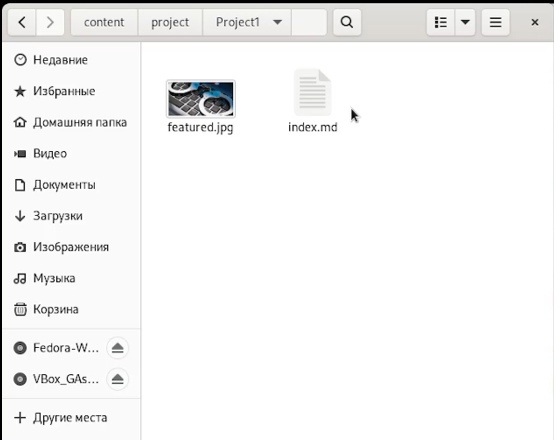 content
project
Project1
Недавние
Избранные
Домашняя папка
Видео
Документы
Загрузки
Изображения
Музыка
Корзина
Fedora-W...
VBox_GAs...
Другие места
featured.jpg
index.md